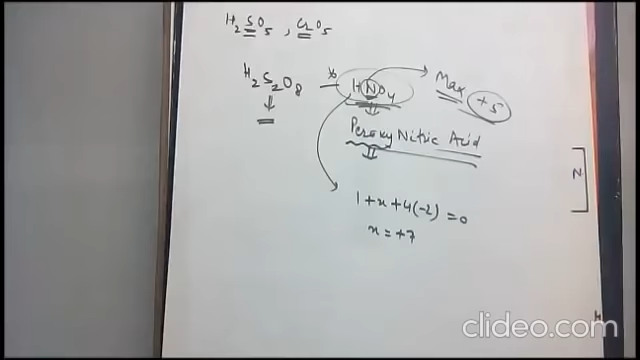 H₂SO₅ , CrO₅
H₂S₂O₈ HNO₄ Max +5
Peroxy Nitric Acid
1 + x + 4(-2) = 0
x = +7
N
clideo.com